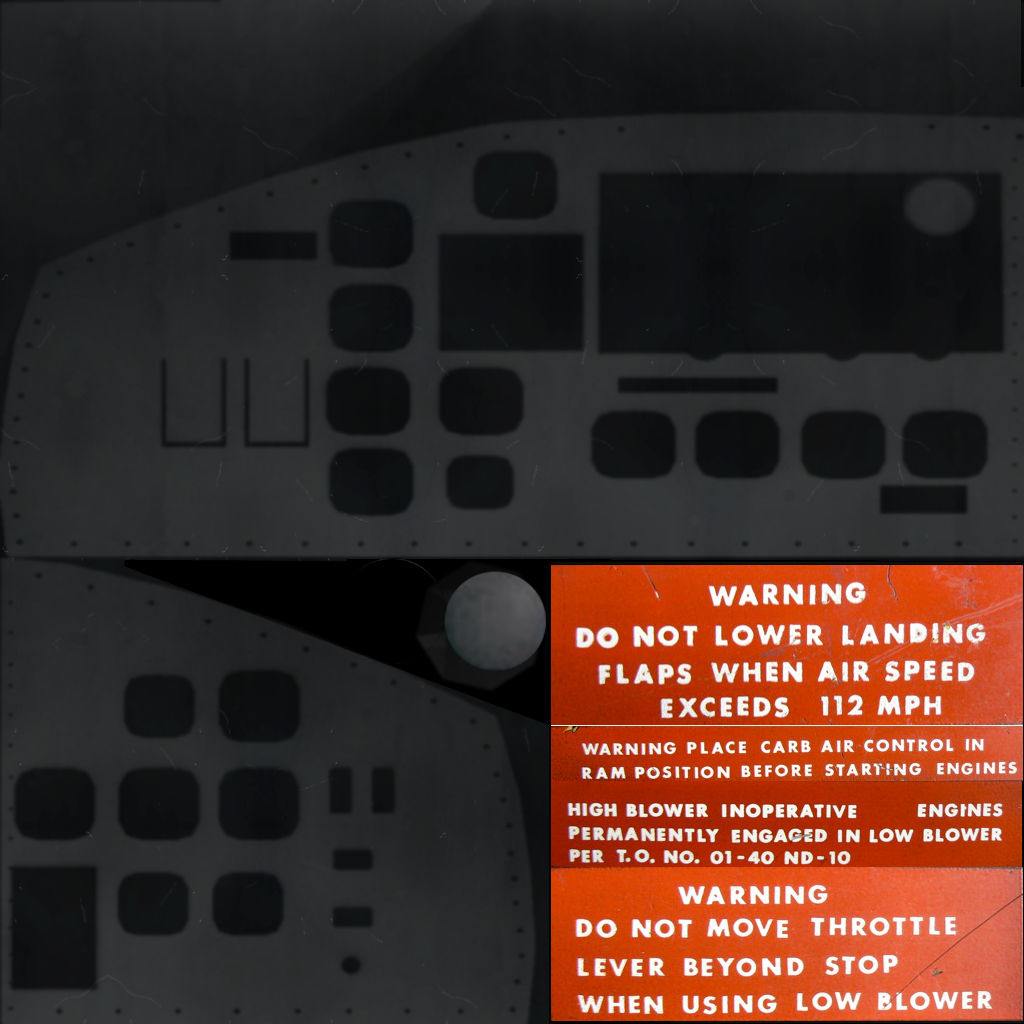 WARNING
DO NOT LOWER LANDING
FLAPS WHEN AIR SPEED
EXCEEDS 112 MPH
WARNING PLACE CARB AIR CONTROL IN
RAM POSITION BEFORE STARTING ENGINES
HIGH BLOWER INOPERATIVE ENGINES
PERMANENTLY ENGAGED IN LOW BLOWER
PER T.O. NO. 01-40 ND-10
WARNING
DO NOT MOVE THROTTLE
LEVER BEYOND STOP
WHEN USING LOW BLOWER